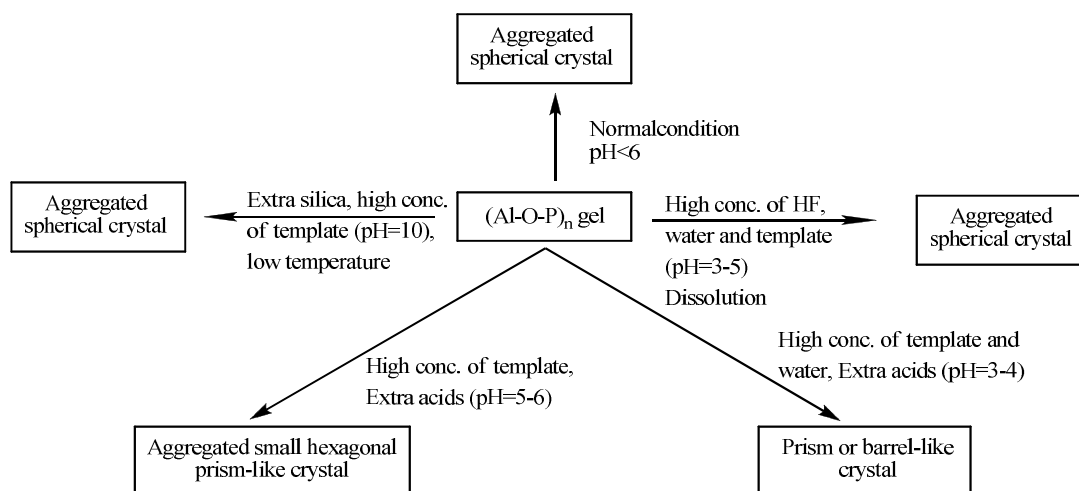 Aggregated
spherical crystal
Normalcondition
pH<6
Aggregated
spherical crystal
Extra silica, high conc.
of template (pH=10),
low temperature
(Al-O-P)n gel
High conc. of HF,
water and template
(pH=3-5)
Dissolution
Aggregated
spherical crystal
High conc. of template,
Extra acids (pH=5-6)
High conc. of template and
water, Extra acids (pH=3-4)
Aggregated small hexagonal
prism-like crystal
Prism or barrel-like
crystal